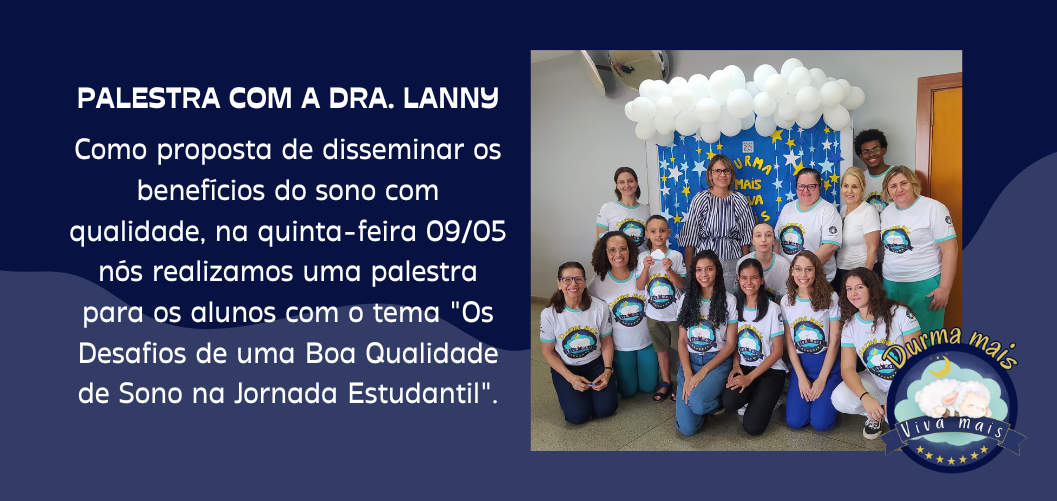 PALESTRA COM A DRA. LANNY
Como proposta de disseminar os
benefícios do sono com
qualidade, na quinta-feira 09/05
nós realizamos uma palestra
para os alunos com o tema "Os
Desafios de uma Boa Qualidade
de Sono na Jornada Estudantil".
DURMA
MAIS
Durma mais
Viva mais